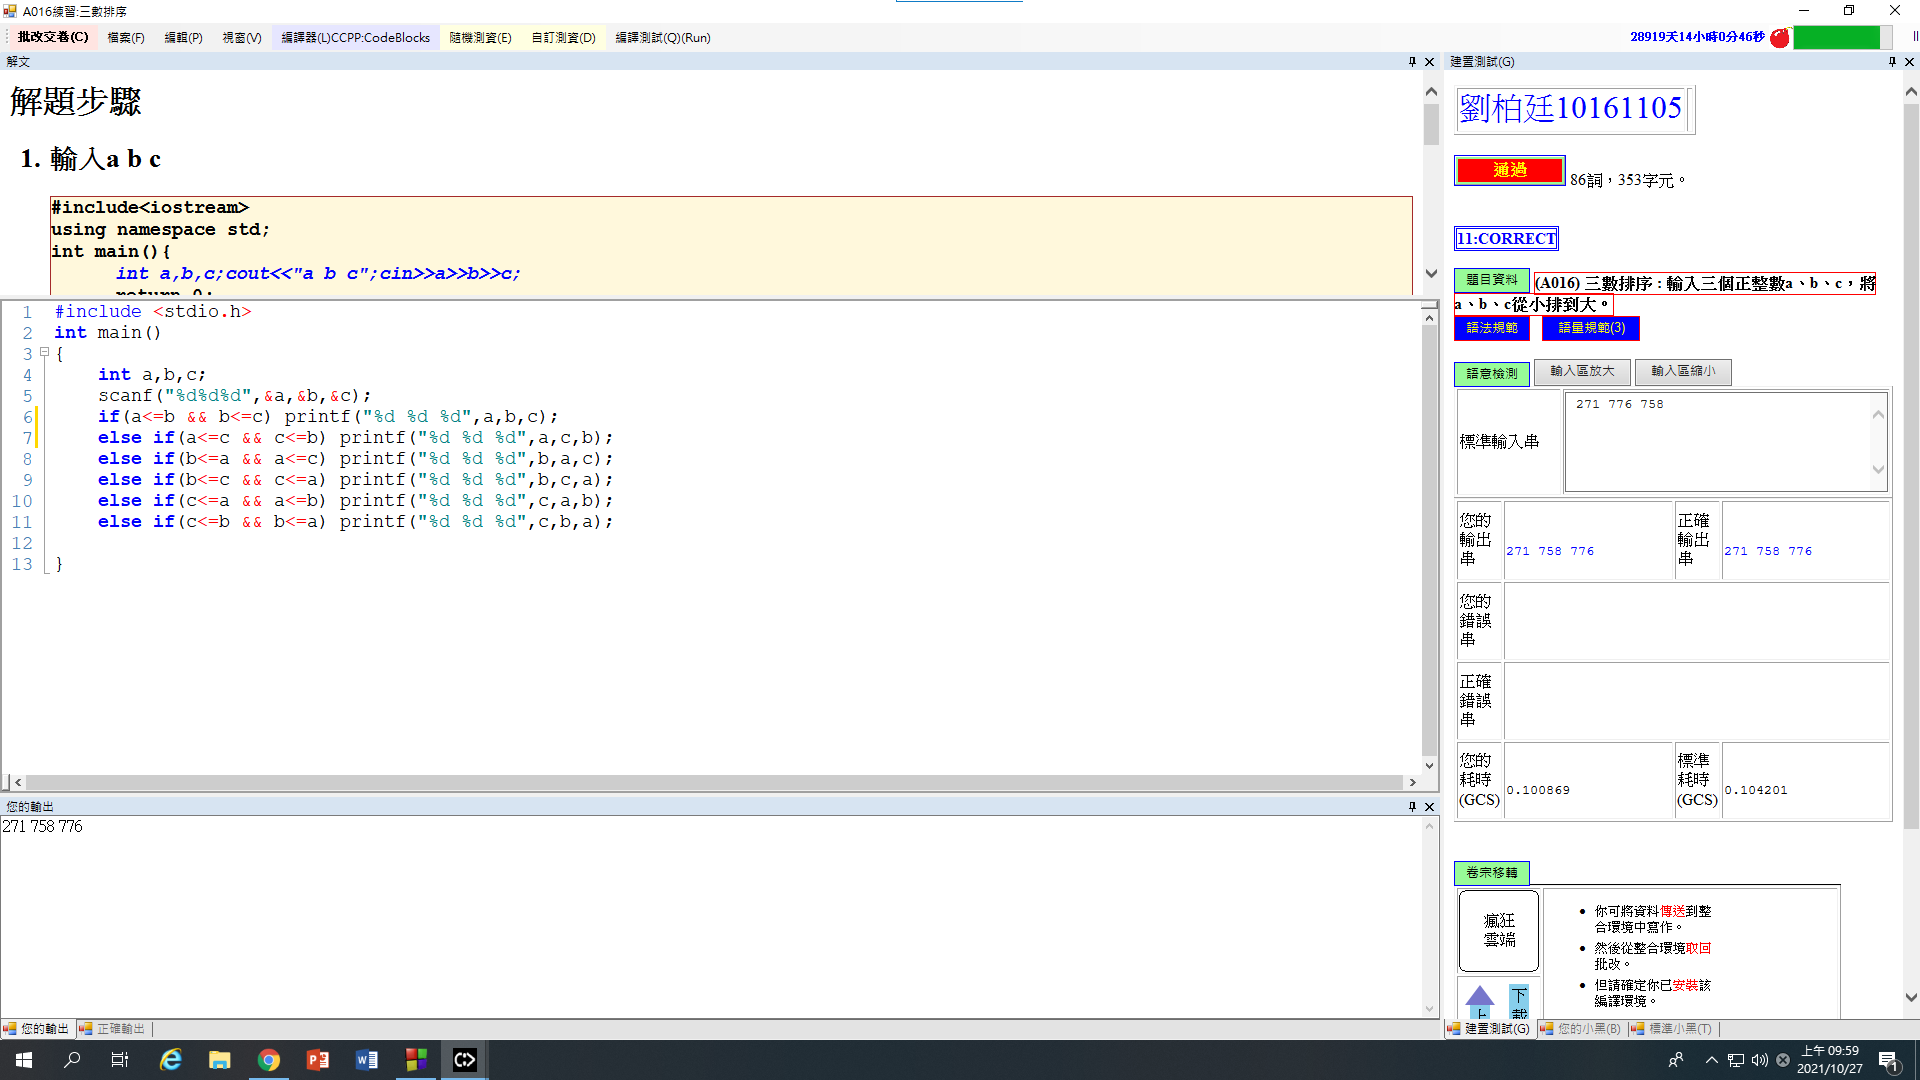 A016練習:三數排序
批改交卷(C) 檔案(F) 編輯(P) 視窗(V) 編譯器(L)CCPP:CodeBlocks 隨機測資(E) 自訂測資(D) 編譯測試(Q)(Run)
28919天14小時0分46秒
解文
解題步驟
1. 輸入a b c
#include<iostream>
using namespace std;
int main(){
int a,b,c;cout<<"a b c";cin>>a>>b>>c;
return 0;
1 #include <stdio.h>
2 int main()
3 {
4 int a,b,c;
5 scanf("%d%d%d",&a,&b,&c);
6 if(a<=b && b<=c) printf("%d %d %d",a,b,c);
7 else if(a<=c && c<=b) printf("%d %d %d",a,c,b);
8 else if(b<=a && a<=c) printf("%d %d %d",b,a,c);
9 else if(b<=c && c<=a) printf("%d %d %d",b,c,a);
10 else if(c<=a && a<=b) printf("%d %d %d",c,a,b);
11 else if(c<=b && b<=a) printf("%d %d %d",c,b,a);
12
13 }
您的輸出
271 758 776
您的輸出 正確輸出
建置測試(G)
劉柏廷10161105
通過 86詞，353字元。
11:CORRECT
題目資料 (A016) 三數排序：輸入三個正整數a、b、c，將
a、b、c從小排到大。
語法規範 語量規範(3)
語意檢測 輸入區放大 輸入區縮小
標準輸入串 271 776 758
您的輸出串 271 758 776 正確輸出串 271 758 776
您的錯誤串
正確錯誤串
您的耗時(GCS) 0.100869 標準耗時(GCS) 0.104201
卷宗移轉
瘋狂
雲端
你可將資料傳送到整
合環境中寫作。
然後從整合環境取回
批改。
但請確定你已安裝該
編譯環境。
上 下載
建置測試(G) 您的小黑(B) 標準小黑(T)
上午 09:59
2021/10/27
1